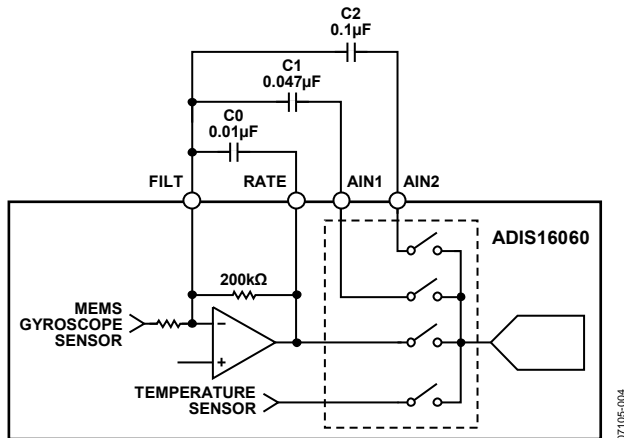 C2
0.1µF
C1
0.047µF
C0
0.01µF
FILT
RATE
AIN1
AIN2
ADIS16060
200kΩ
MEMS
GYROSCOPE
SENSOR
−
+
TEMPERATURE
SENSOR
07105-004